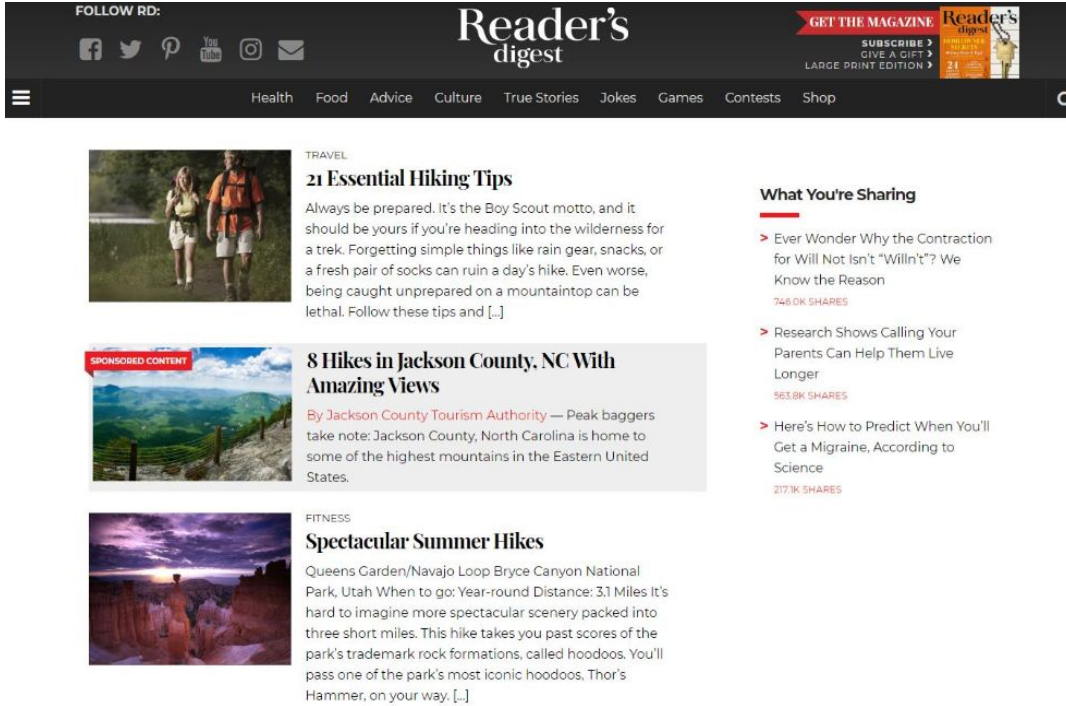 FOLLOW RD:
You
Tube
Reader's
digest
GET THE MAGAZINE
SUBSCRIBE >
GIVE A GIFT >
LARGE PRINT EDITION >
Reader's
digest
21
Health Food Advice Culture True Stories Jokes Games Contests Shop
TRAVEL
21 Essential Hiking Tips
Always be prepared. It's the Boy Scout motto, and it
should be yours if you're heading into the wilderness for
a trek. Forgetting simple things like rain gear, snacks, or
a fresh pair of socks can ruin a day's hike. Even worse,
being caught unprepared on a mountaintop can be
lethal. Follow these tips and [...]
SPONSORED CONTENT
8 Hikes in Jackson County, NC With
Amazing Views
By Jackson County Tourism Authority — Peak baggers
take note: Jackson County, North Carolina is home to
some of the highest mountains in the Eastern United
States.
FITNESS
Spectacular Summer Hikes
Queens Garden/Navajo Loop Bryce Canyon National
Park, Utah When to go: Year-round Distance: 3.1 Miles It's
hard to imagine more spectacular scenery packed into
three short miles. This hike takes you past scores of the
park's trademark rock formations, called hoodoos. You'll
pass one of the park's most iconic hoodoos, Thor's
Hammer, on your way. [...]
What You're Sharing
> Ever Wonder Why the Contraction
for Will Not Isn't “Willn't”? We
Know the Reason
746.0K SHARES
> Research Shows Calling Your
Parents Can Help Them Live
Longer
563.8K SHARES
> Here's How to Predict When You'll
Get a Migraine, According to
Science
217.1K SHARES